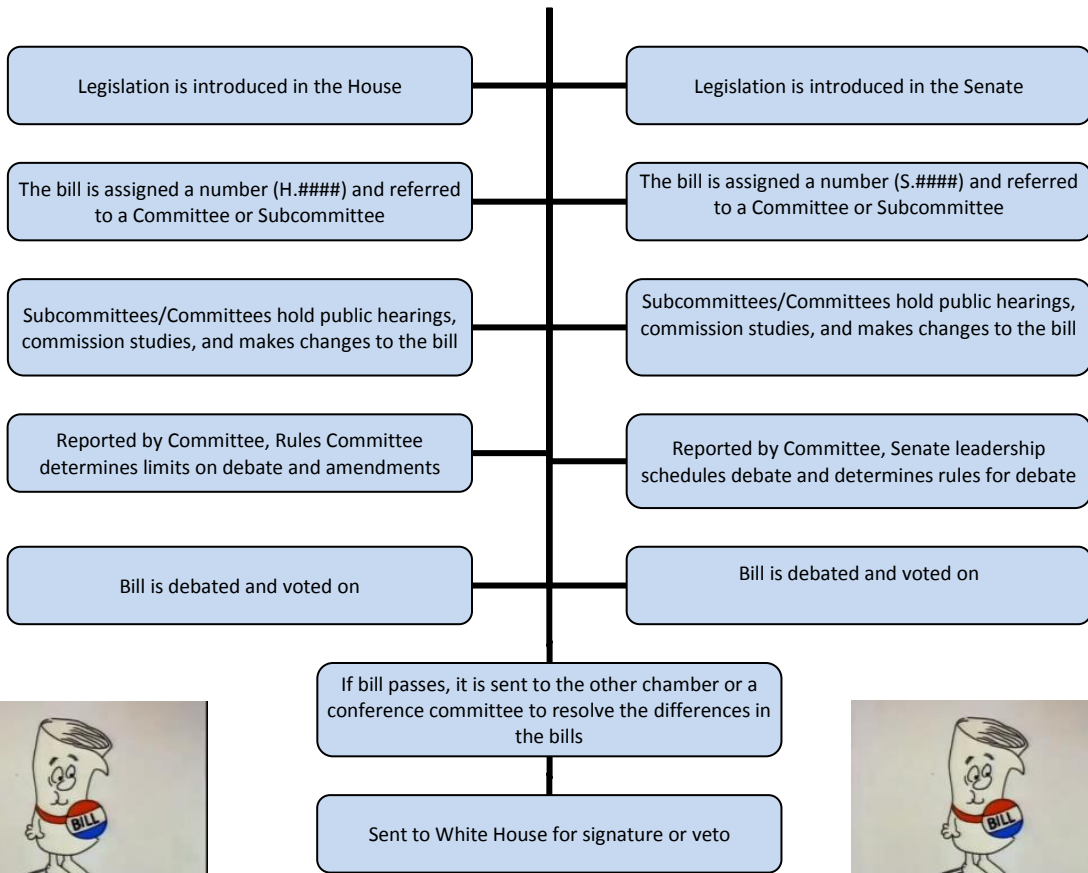 Legislation is introduced in the House
Legislation is introduced in the Senate
The bill is assigned a number (H.####) and referred
to a Committee or Subcommittee
The bill is assigned a number (S.####) and referred
to a Committee or Subcommittee
Subcommittees/Committees hold public hearings,
commission studies, and makes changes to the bill
Subcommittees/Committees hold public hearings,
commission studies, and makes changes to the bill
Reported by Committee, Rules Committee
determines limits on debate and amendments
Reported by Committee, Senate leadership
schedules debate and determines rules for debate
Bill is debated and voted on
Bill is debated and voted on
If bill passes, it is sent to the other chamber or a
conference committee to resolve the differences in
the bills
Sent to White House for signature or veto
BILL
BILL